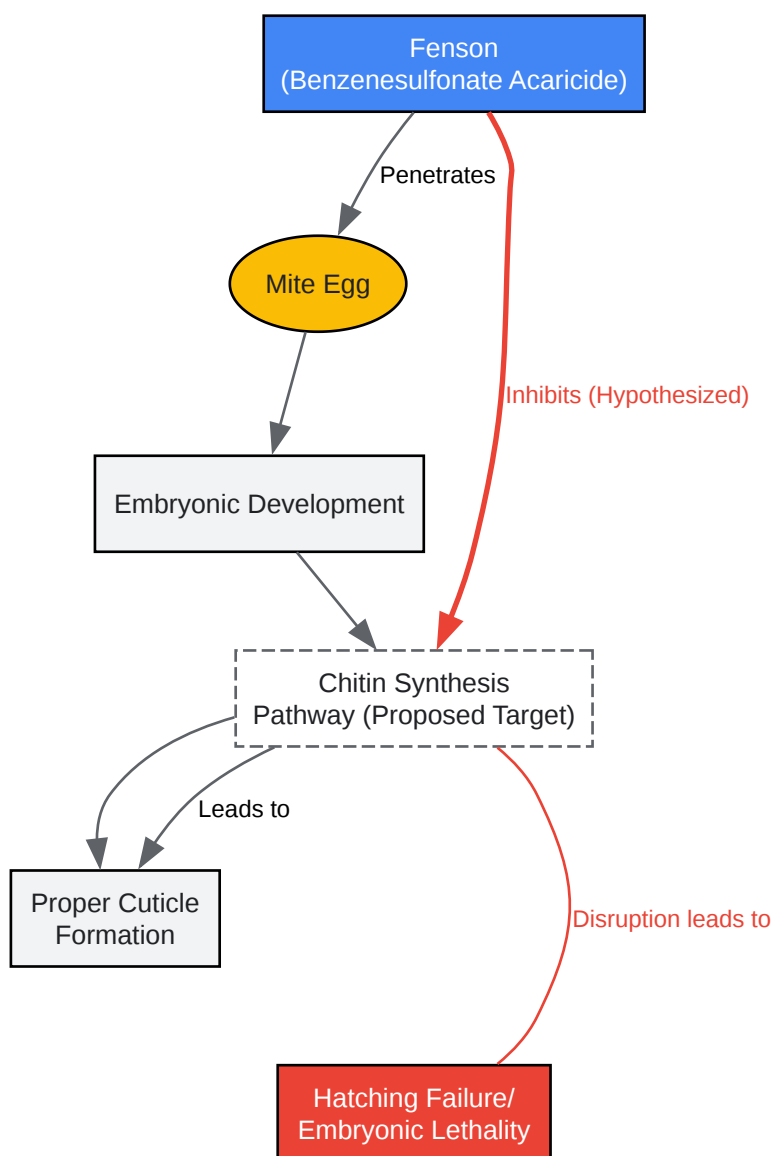 Fenson
(Benzenesulfonate Acaricide)
Penetrates
Mite Egg
Inhibits (Hypothesized)
Embryonic Development
Chitin Synthesis
Pathway (Proposed Target)
Leads to
Proper Cuticle
Formation
Disruption leads to
Hatching Failure/
Embryonic Lethality